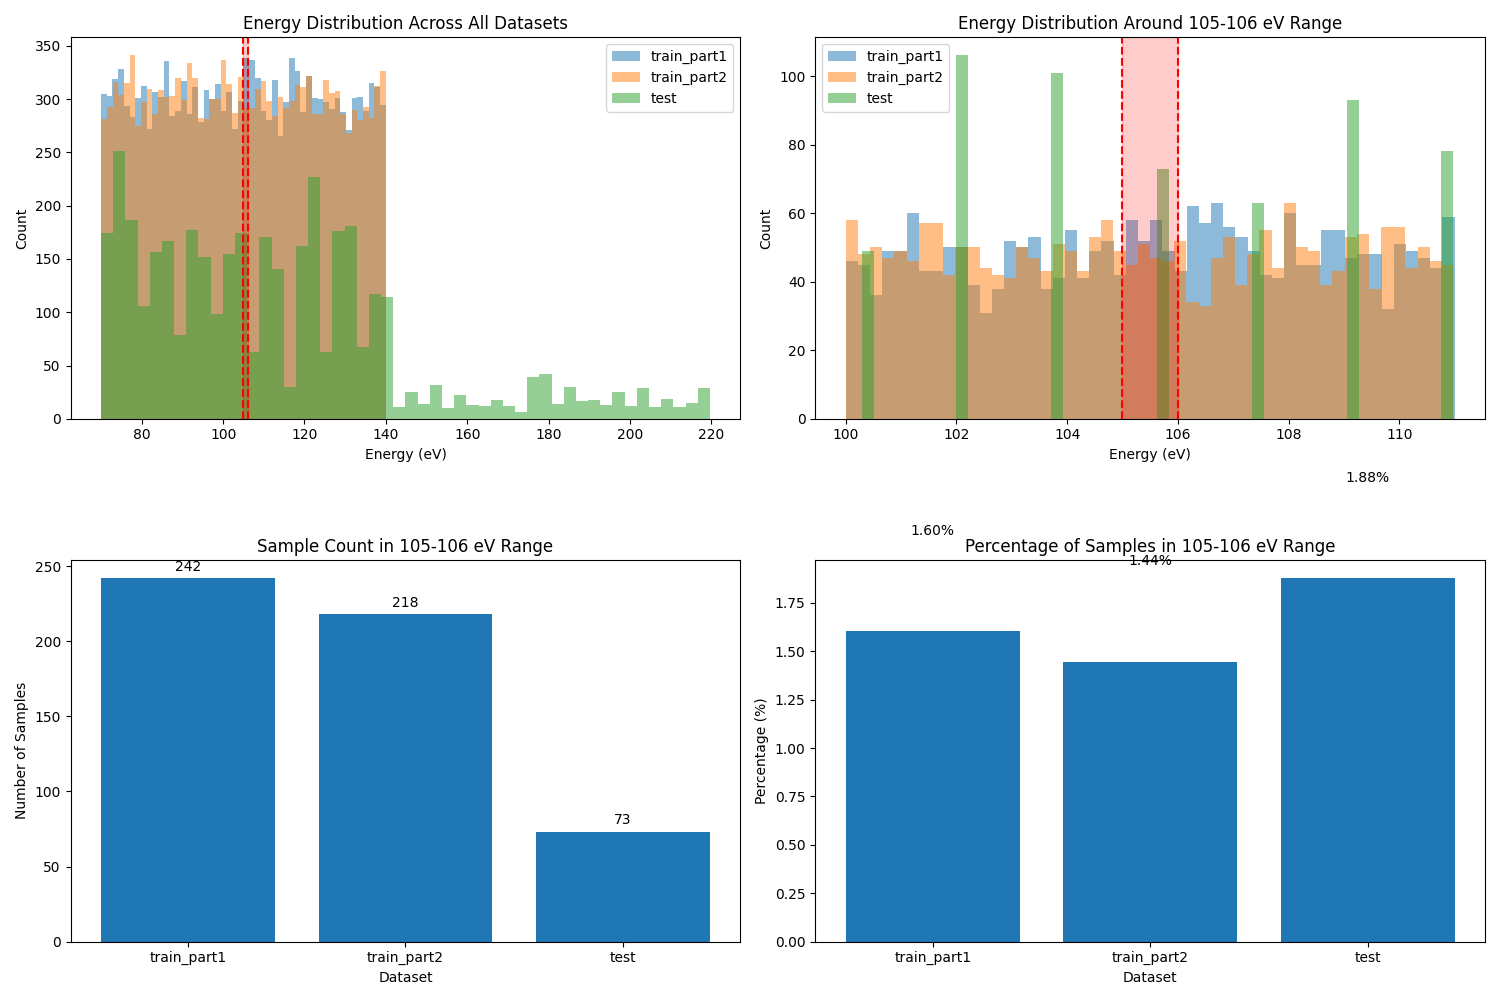 Energy Distribution Across All Datasets
350
300
250
200
150
100
50
0
Count
train_part1
train_part2
test
80 100 120 140 160 180 200 220
Energy (eV)
Energy Distribution Around 105-106 eV Range
100
80
60
40
20
0
Count
train_part1
train_part2
test
100 102 104 106 108 110
Energy (eV)
Sample Count in 105-106 eV Range
250
200
150
100
50
0
Number of Samples
242
218
73
train_part1 train_part2 test
Dataset
1.88%
1.60%
Percentage of Samples in 105-106 eV Range
1.44%
1.75
1.50
1.25
1.00
0.75
0.50
0.25
0.00
Percentage (%)
train_part1 train_part2 test
Dataset